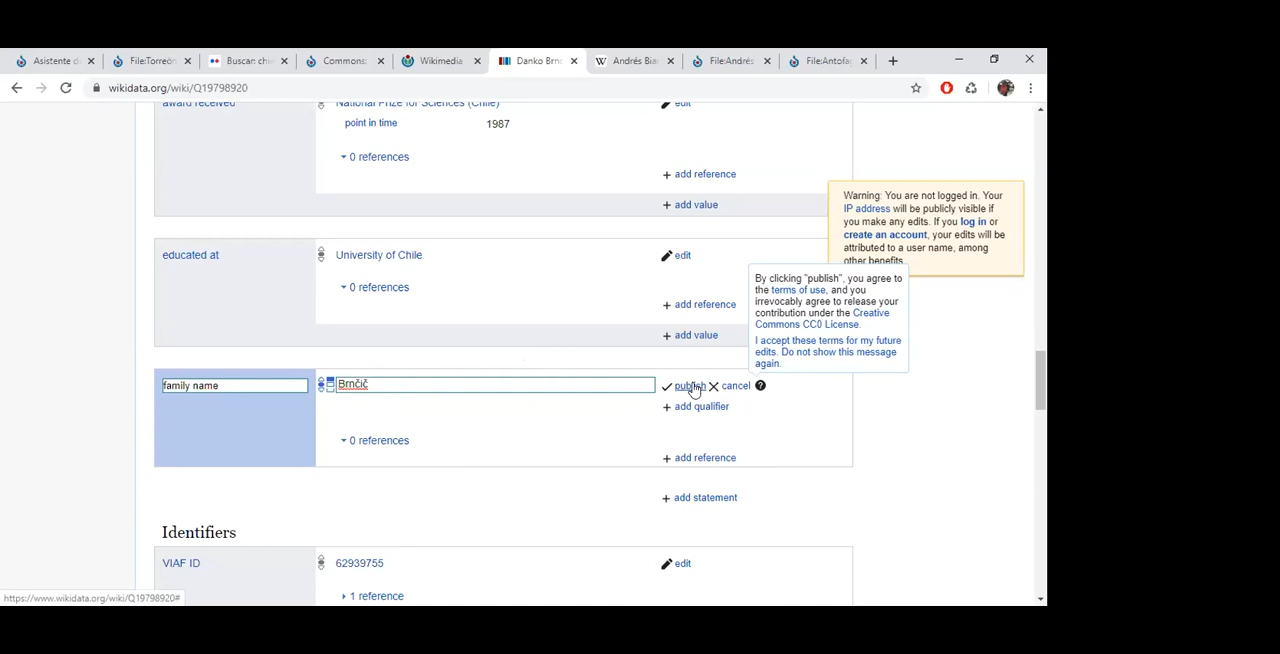 Asistente d
File:Torreón
Buscar: chi
Commons:
Wikimedia
Danko Brn
Andrés Bia
File:Andrés
File:Antofa
wikidata.org/wiki/Q19798920
award received
National Prize for Sciences (Chile)
edit
point in time
1987
0 references
+ add reference
+ add value
Warning: You are not logged in. Your
IP address will be publicly visible if
you make any edits. If you log in or
create an account, your edits will be
attributed to a user name, among
other benefits.
educated at
University of Chile
edit
0 references
+ add reference
+ add value
By clicking "publish", you agree to
the terms of use, and you
irrevocably agree to release your
contribution under the Creative
Commons CC0 License.
I accept these terms for my future
edits. Do not show this message
again.
family name
Brnčič
publish
cancel
+ add qualifier
0 references
+ add reference
+ add statement
Identifiers
VIAF ID
62939755
edit
1 reference
https://www.wikidata.org/wiki/Q19798920#